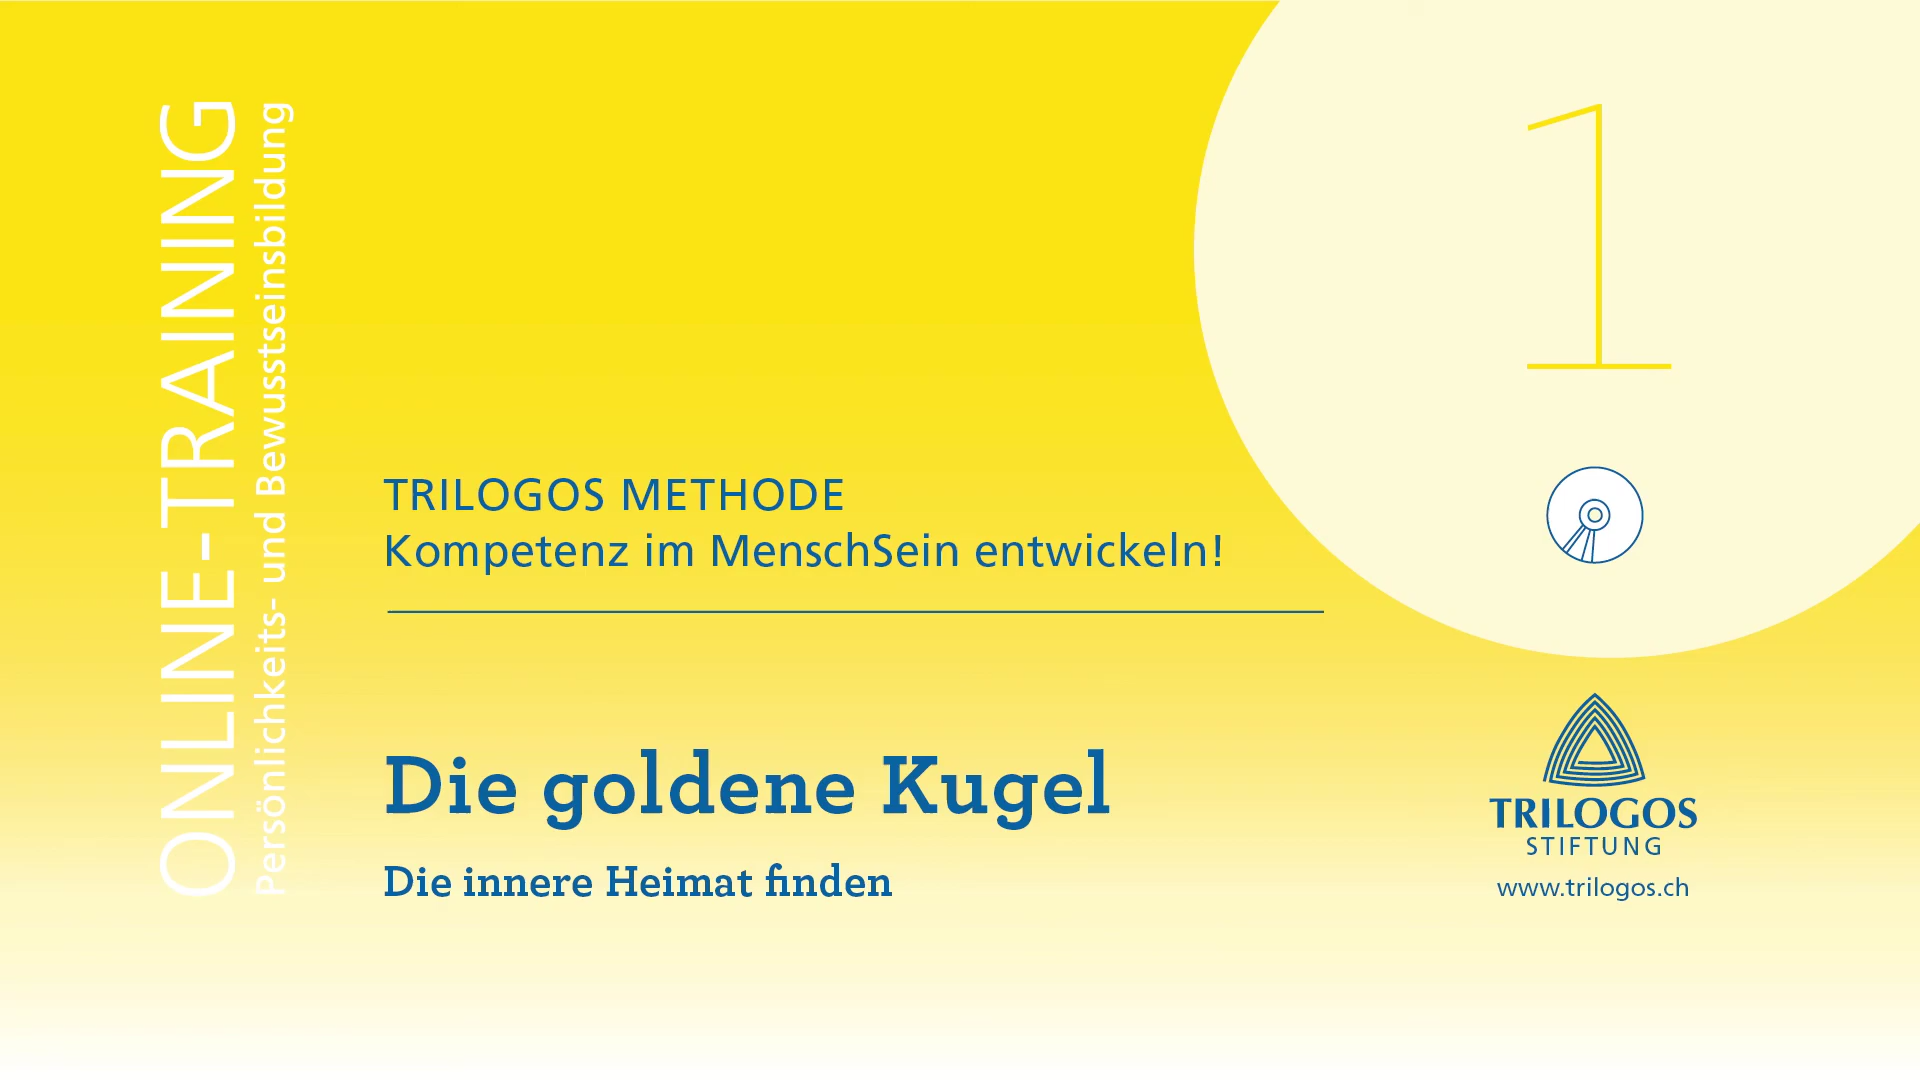 ONLINE-TRAINING
Persönlichkeits- und Bewusstseinsbildung
1
TRILOGOS METHODE
Kompetenz im MenschSein entwickeln!
Die goldene Kugel
Die innere Heimat finden
TRILOGOS
STIFTUNG
www.trilogos.ch